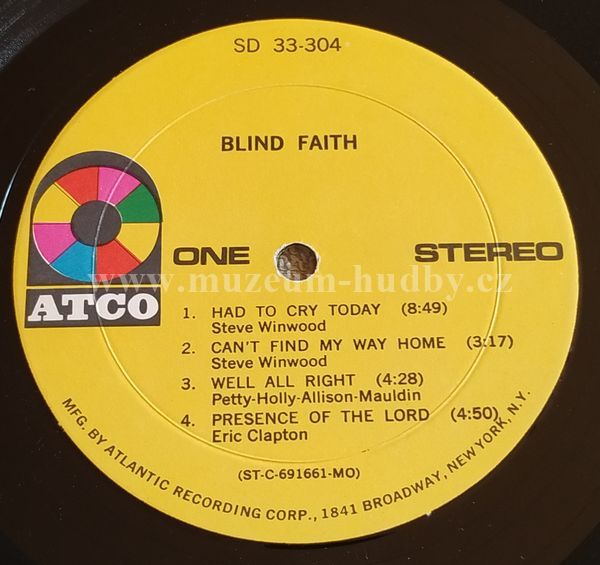 SD 33-304
BLIND FAITH
ATCO
ONE STEREO
www.muzeum-hudby.cz
1. HAD TO CRY TODAY (8:49)
Steve Winwood
2. CAN'T FIND MY WAY HOME (3:17)
Steve Winwood
3. WELL ALL RIGHT (4:28)
Petty-Holly-Allison-Mauldin
4. PRESENCE OF THE LORD (4:50)
Eric Clapton
(ST-C-691661-MO)
MFG. BY ATLANTIC RECORDING CORP., 1841 BROADWAY, NEW YORK, N.Y.